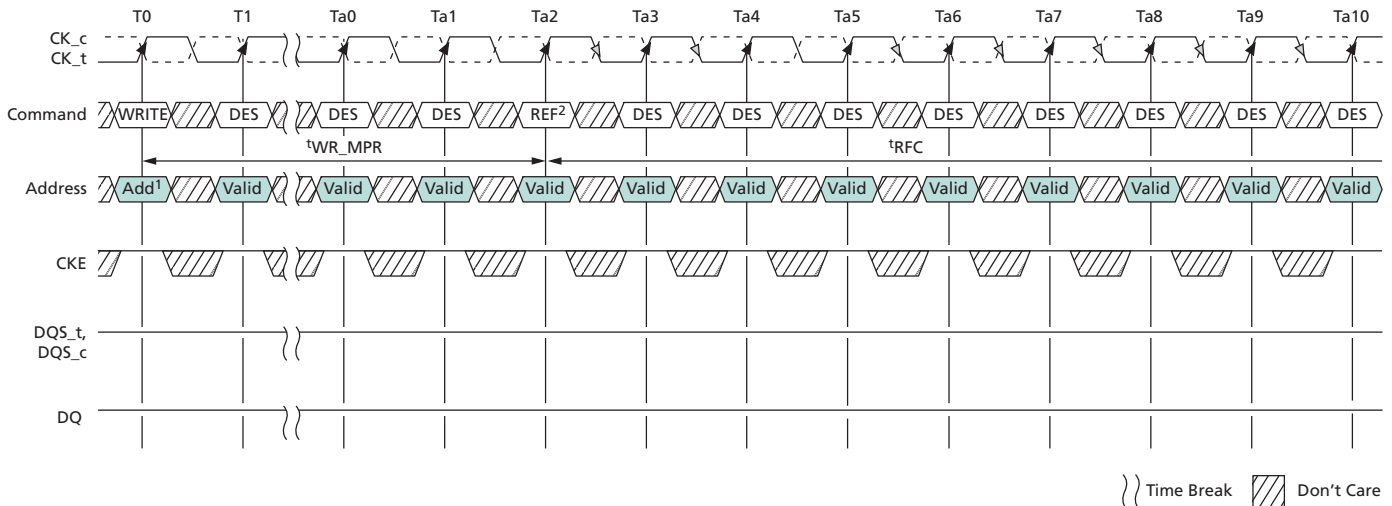 T0 T1 Ta0 Ta1 Ta2 Ta3 Ta4 Ta5 Ta6 Ta7 Ta8 Ta9 Ta10
CK_c
CK_t
Command WRITE DES DES DES REF2 DES DES DES DES DES DES DES DES
tWR_MPR tRFC
Address Add1 Valid Valid Valid Valid Valid Valid Valid Valid Valid Valid Valid Valid
CKE
DQS_t,
DQS_c
DQ
Time Break Don't Care